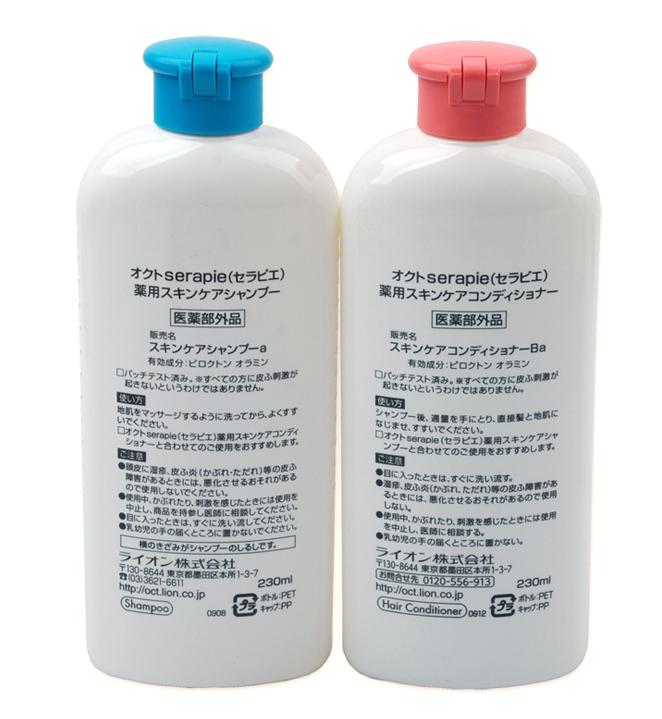 オクトserapie(セラピエ)
薬用スキンケアシャンプー
医薬部外品
販売名
スキンケアシャンプーa
有効成分:ピロクトン オラミン
□パッチテスト済み。※すべての方に皮ふ刺激が
起きないというわけではありません。
使い方
地肌をマッサージするように洗ってから、よくすす
いでください。
□オクトserapie(セラピエ)薬用スキンケアコンディ
ショナーと合わせてのご使用をおすすめします。
ご注意
●頭皮に湿疹、皮ふ炎(かぶれ・ただれ)等の皮ふ
障害があるときには、悪化させるおそれがある
ので使用しないでください。
●使用中、かぶれたり、刺激を感じたときには使用を
中止し、商品を持参し医師に相談してください。
●目に入ったときは、すぐに洗い流してください。
●乳幼児の手の届くところに置かないでください。
横のきざみがシャンプーのしるしです。
ライオン株式会社
〒130-8644 東京都墨田区本所1-3-7
☎(03)3621-6611
http://oct.lion.co.jp
230ml
Shampoo
0908
プラ
ボトル:PET
キャップ:PP
オクトserapie(セラピエ)
薬用スキンケアコンディショナー
医薬部外品
販売名
スキンケアコンディショナーBa
有効成分:ピロクトン オラミン
□パッチテスト済み。※すべての方に皮ふ刺激が
起きないというわけではありません。
使い方
シャンプー後、適量を手にとり、直接髪と地肌に
なじませ、すすいでください。
□オクトserapie(セラピエ)薬用スキンケアシャ
ンプーと合わせてのご使用をおすすめします。
ご注意
●目に入ったときは、すぐに洗い流す。
●湿疹、皮ふ炎(かぶれ、ただれ)等の皮ふ障害が
あるときには、悪化させるおそれがあるので使用
しない。
●使用中、かぶれたり、刺激を感じたときには使用
を中止し、医師に相談する。
●乳幼児の手の届くところに置かない。
ライオン株式会社
〒130-8644 東京都墨田区本所1-3-7
お問合せ先 0120-556-913
http://oct.lion.co.jp
230ml
Hair Conditioner
0912
プラ
ボトル:PET
キャップ:PP